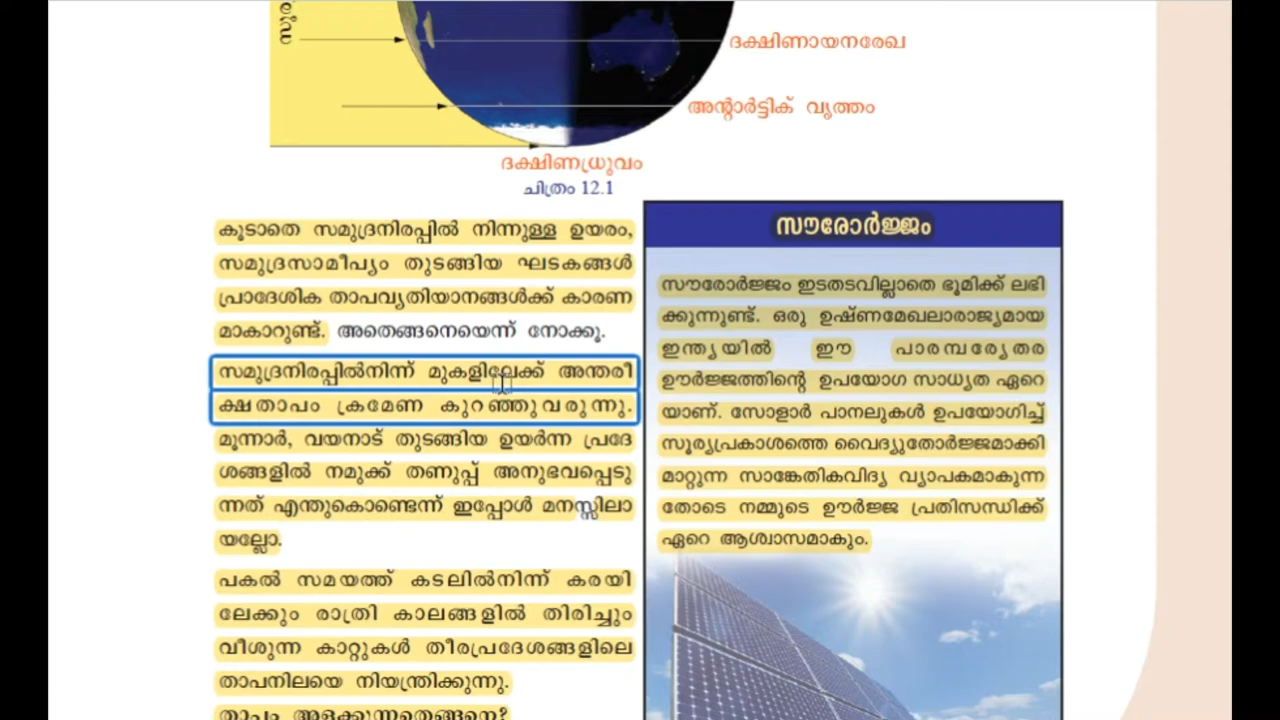 സൂര
ദക്ഷിണായനരേഖ
അന്റാർട്ടിക് വൃത്തം
ദക്ഷിണധ്രുവം
ചിത്രം 12.1
കൂടാതെ സമുദ്രനിരപ്പിൽ നിന്നുള്ള ഉയരം,
സമുദ്രസാമീപ്യം തുടങ്ങിയ ഘടകങ്ങൾ
പ്രാദേശിക താപവ്യതിയാനങ്ങൾക്ക് കാരണ
മാകാറുണ്ട്. അതെങ്ങനെയെന്ന് നോക്കൂ.
സമുദ്രനിരപ്പിൽനിന്ന് മുകളിലേക്ക് അന്തരീ
ക്ഷതാപം ക്രമേണ കുറഞ്ഞുവരുന്നു.
മൂന്നാർ, വയനാട് തുടങ്ങിയ ഉയർന്ന പ്രദേ
ശങ്ങളിൽ നമുക്ക് തണുപ്പ് അനുഭവപ്പെടു
ന്നത് എന്തുകൊണ്ടെന്ന് ഇപ്പോൾ മനസ്സിലാ
യല്ലോ.
പകൽ സമയത്ത് കടലിൽനിന്ന് കരയി
ലേക്കും രാത്രി കാലങ്ങളിൽ തിരിച്ചും
വീശുന്ന കാറ്റുകൾ തീരപ്രദേശങ്ങളിലെ
താപനിലയെ നിയന്ത്രിക്കുന്നു.
താപം അളക്കുന്നതെങ്ങനെ?
സൗരോർജ്ജം
സൗരോർജ്ജം ഇടതടവില്ലാതെ ഭൂമിക്ക് ലഭി
ക്കുന്നുണ്ട്. ഒരു ഉഷ്ണമേഖലാരാജ്യമായ
ഇന്ത്യയിൽ ഈ പാരമ്പര്യേതര
ഊർജ്ജത്തിന്റെ ഉപയോഗ സാധ്യത ഏറെ
യാണ്. സോളാർ പാനലുകൾ ഉപയോഗിച്ച്
സൂര്യപ്രകാശത്തെ വൈദ്യുതോർജ്ജമാക്കി
മാറ്റുന്ന സാങ്കേതികവിദ്യ വ്യാപകമാകുന്ന
തോടെ നമ്മുടെ ഊർജ്ജ പ്രതിസന്ധിക്ക്
ഏറെ ആശ്വാസമാകും.